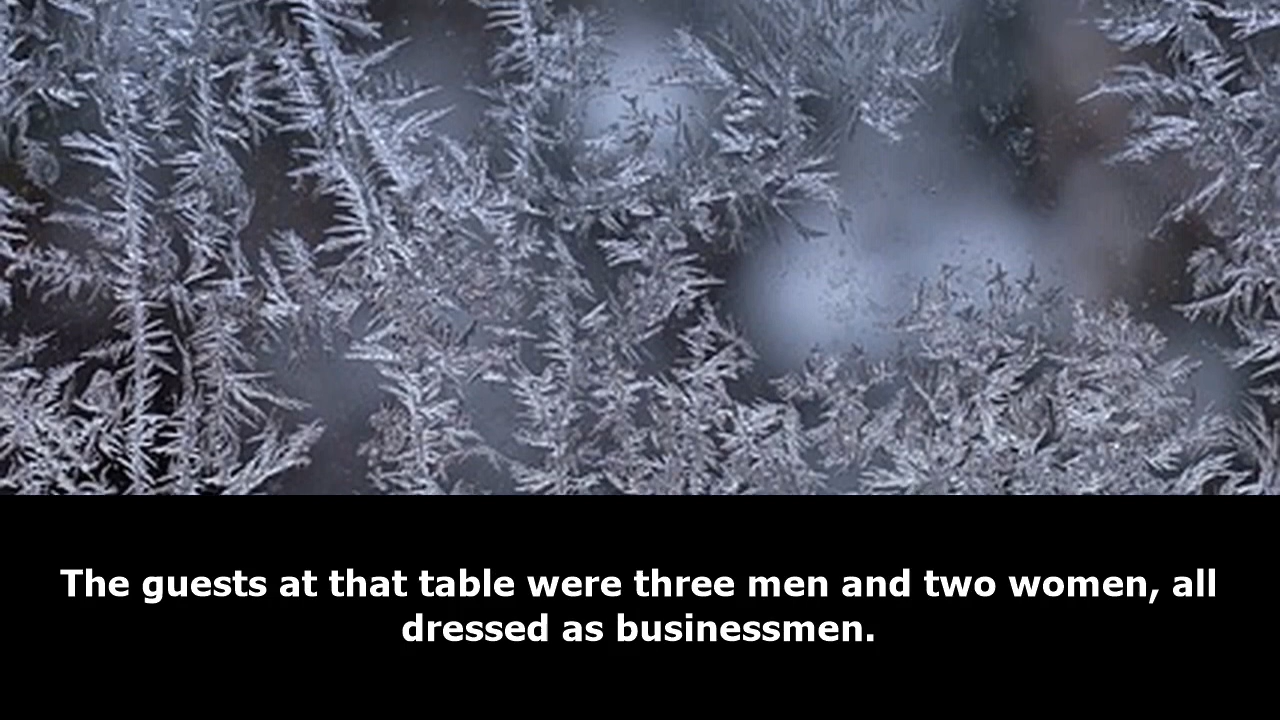 The guests at that table were three men and two women, all
dressed as businessmen.